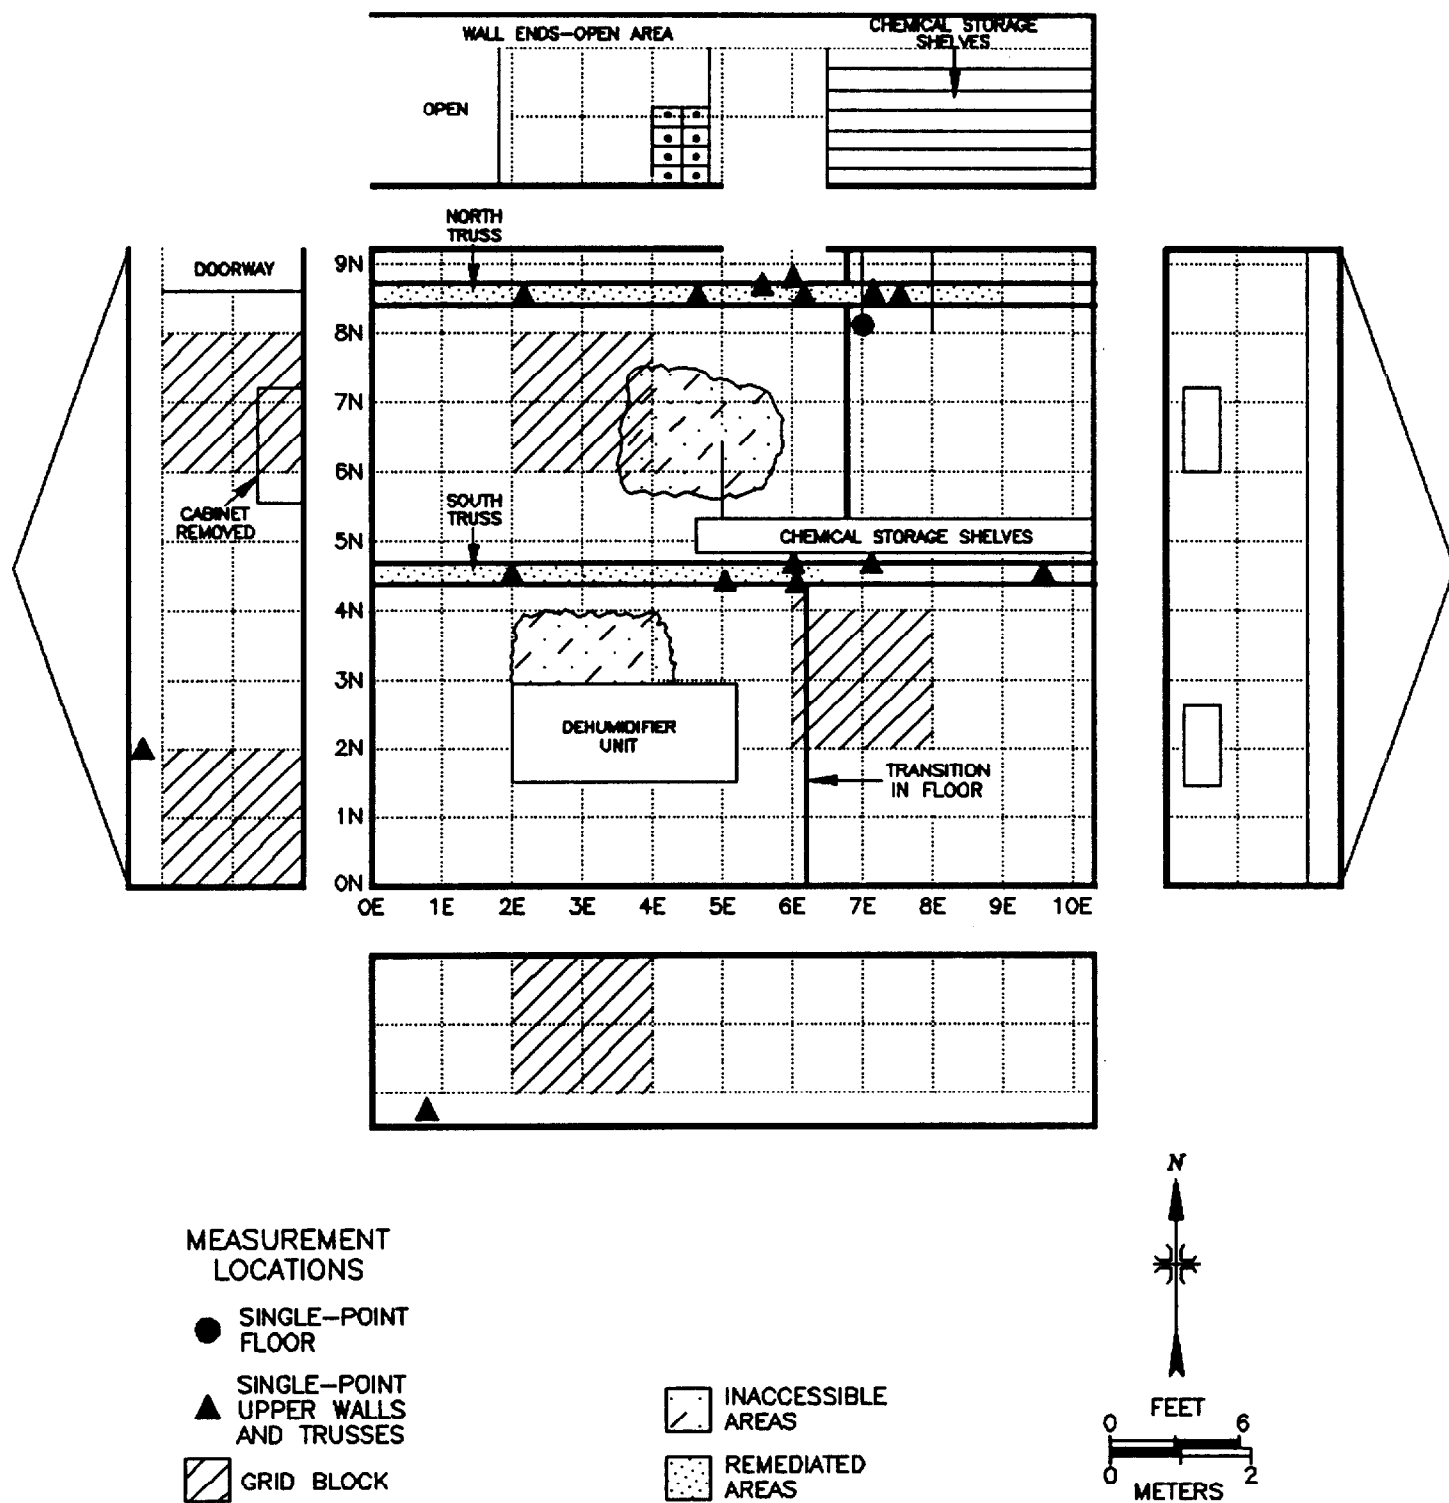 WALL ENDS-OPEN AREA
CHEMICAL STORAGE
SHELVES
OPEN
NORTH
TRUSS
DOORWAY
9N
8N
7N
6N
5N
4N
3N
2N
1N
0N
CABINET
REMOVED
SOUTH
TRUSS
CHEMICAL STORAGE SHELVES
DEHUMIDIFIER
UNIT
TRANSITION
IN FLOOR
0E 1E 2E 3E 4E 5E 6E 7E 8E 9E 10E
MEASUREMENT
LOCATIONS
SINGLE-POINT
FLOOR
SINGLE-POINT
UPPER WALLS
AND TRUSSES
GRID BLOCK
INACCESSIBLE
AREAS
REMEDIATED
AREAS
N
FEET
0 6
0 2
METERS